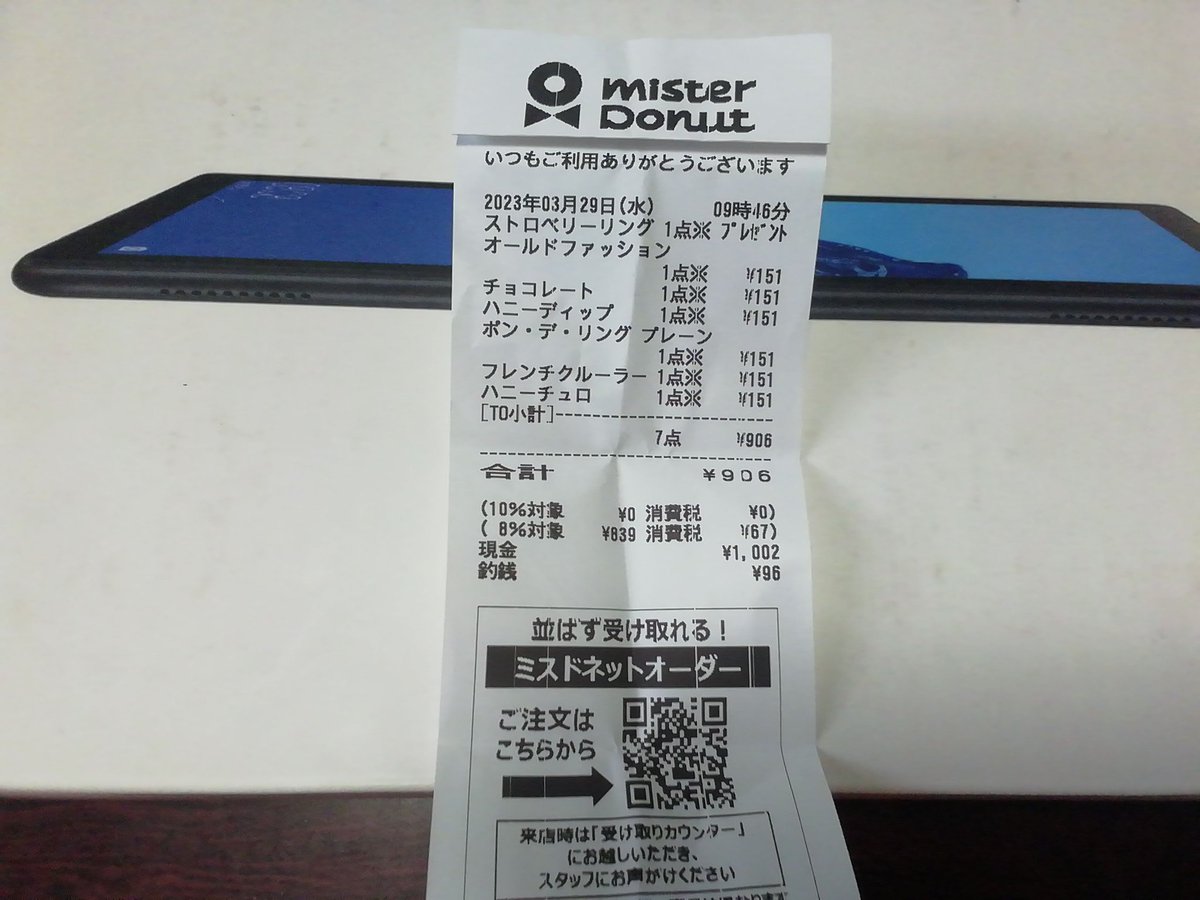 mister
Donut
いつもご利用ありがとうございます
2023年03月29日(水) 09時46分
ストロベリーリング 1点※ プレゼント
オールドファッション
1点※ ¥151
チョコレート 1点※ ¥151
ハニーディップ 1点※ ¥151
ポン・デ・リング プレーン
1点※ ¥151
フレンチクルーラー 1点※ ¥151
ハニーチュロ 1点※ ¥151
[TO小計]
7点 ¥906
合計 ¥906
(10%対象 ¥0 消費税 ¥0)
( 8%対象 ¥839 消費税 ¥67)
現金 ¥1,002
釣銭 ¥96
並ばず受け取れる!
ミスドネットオーダー
ご注文は
こちらから
来店時は「受け取りカウンター」
にお越しいただき、
スタッフにお声がけください